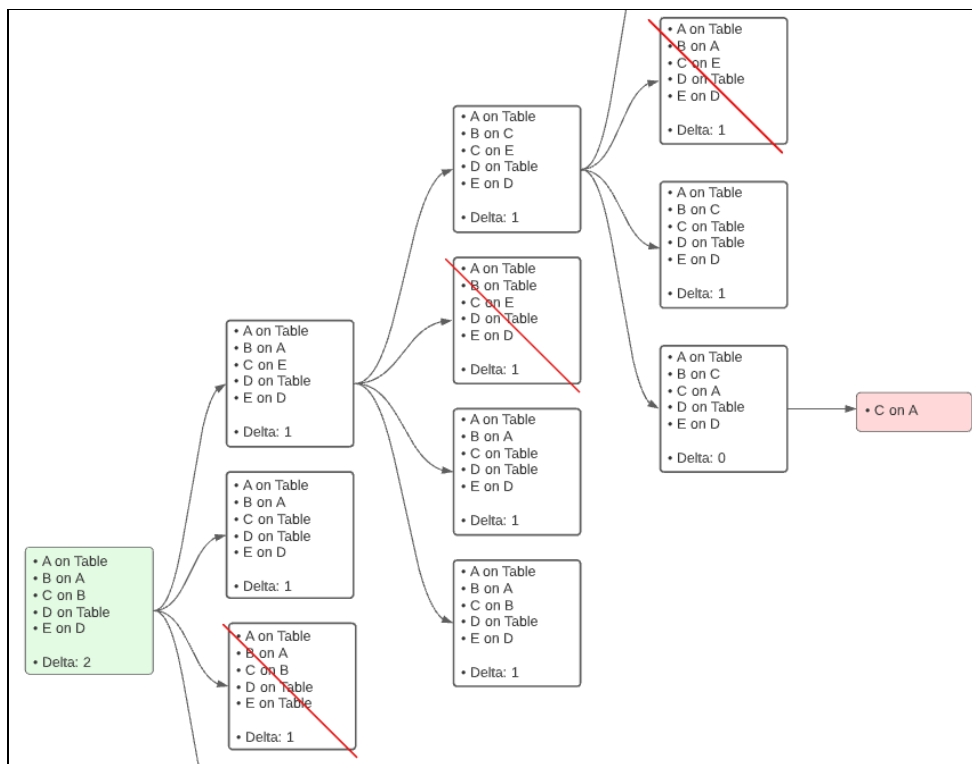 • A on Table
• B on A
• C on B
• D on Table
• E on D
• Delta: 2
• A on Table
• B on A
• C on E
• D on Table
• E on D
• Delta: 1
• A on Table
• B on A
• C on Table
• D on Table
• E on D
• Delta: 1
• A on Table
• B on A
• C on B
• D on Table
• E on Table
• Delta: 1
• A on Table
• B on C
• C on E
• D on Table
• E on D
• Delta: 1
• A on Table
• B on Table
• C on E
• D on Table
• E on D
• Delta: 1
• A on Table
• B on A
• C on Table
• D on Table
• E on D
• Delta: 1
• A on Table
• B on A
• C on B
• D on Table
• E on D
• Delta: 1
• A on Table
• B on A
• C on E
• D on Table
• E on D
• Delta: 1
• A on Table
• B on C
• C on Table
• D on Table
• E on D
• Delta: 1
• A on Table
• B on C
• C on A
• D on Table
• E on D
• Delta: 0
• C on A